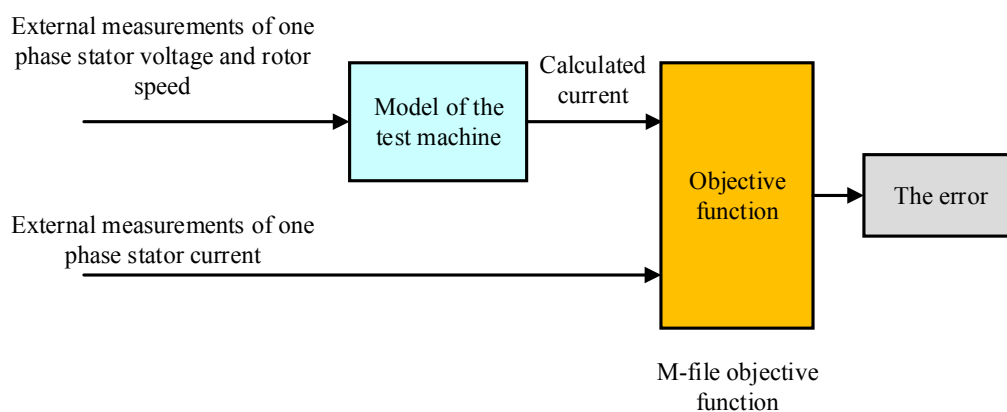 External measurements of one
phase stator voltage and rotor
speed
Model of the
test machine
Calculated
current
Objective
function
The error
External measurements of one
phase stator current
M-file objective
function